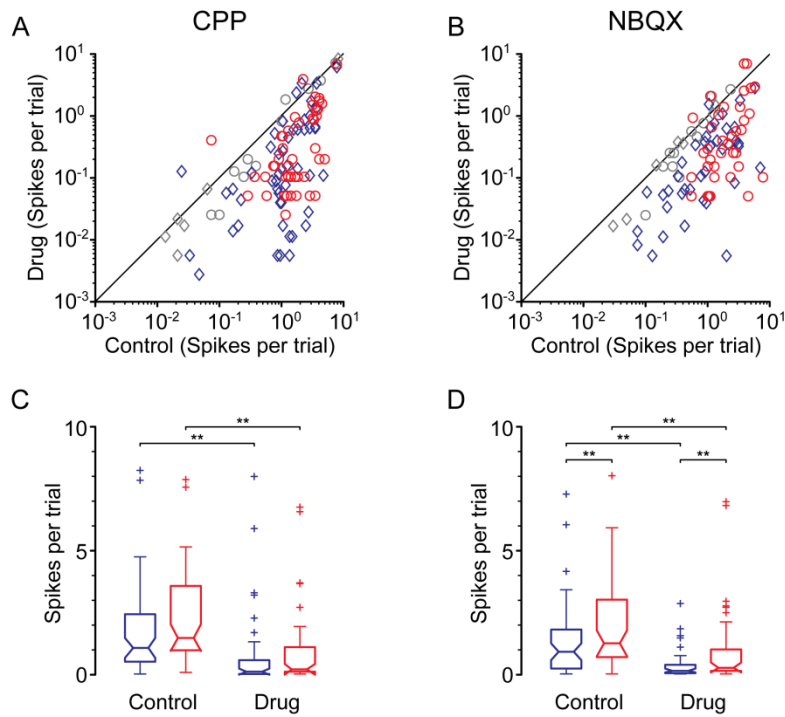 A
CPP
Drug (Spikes per trial)
10^1
10^0
10^-1
10^-2
10^-3
10^-3 10^-2 10^-1 10^0 10^1
Control (Spikes per trial)
B
NBQX
Drug (Spikes per trial)
10^1
10^0
10^-1
10^-2
10^-3
10^-3 10^-2 10^-1 10^0 10^1
Control (Spikes per trial)
C
Spikes per trial
10
5
0
**
**
Control Drug
D
Spikes per trial
10
5
0
**
**
** **
Control Drug